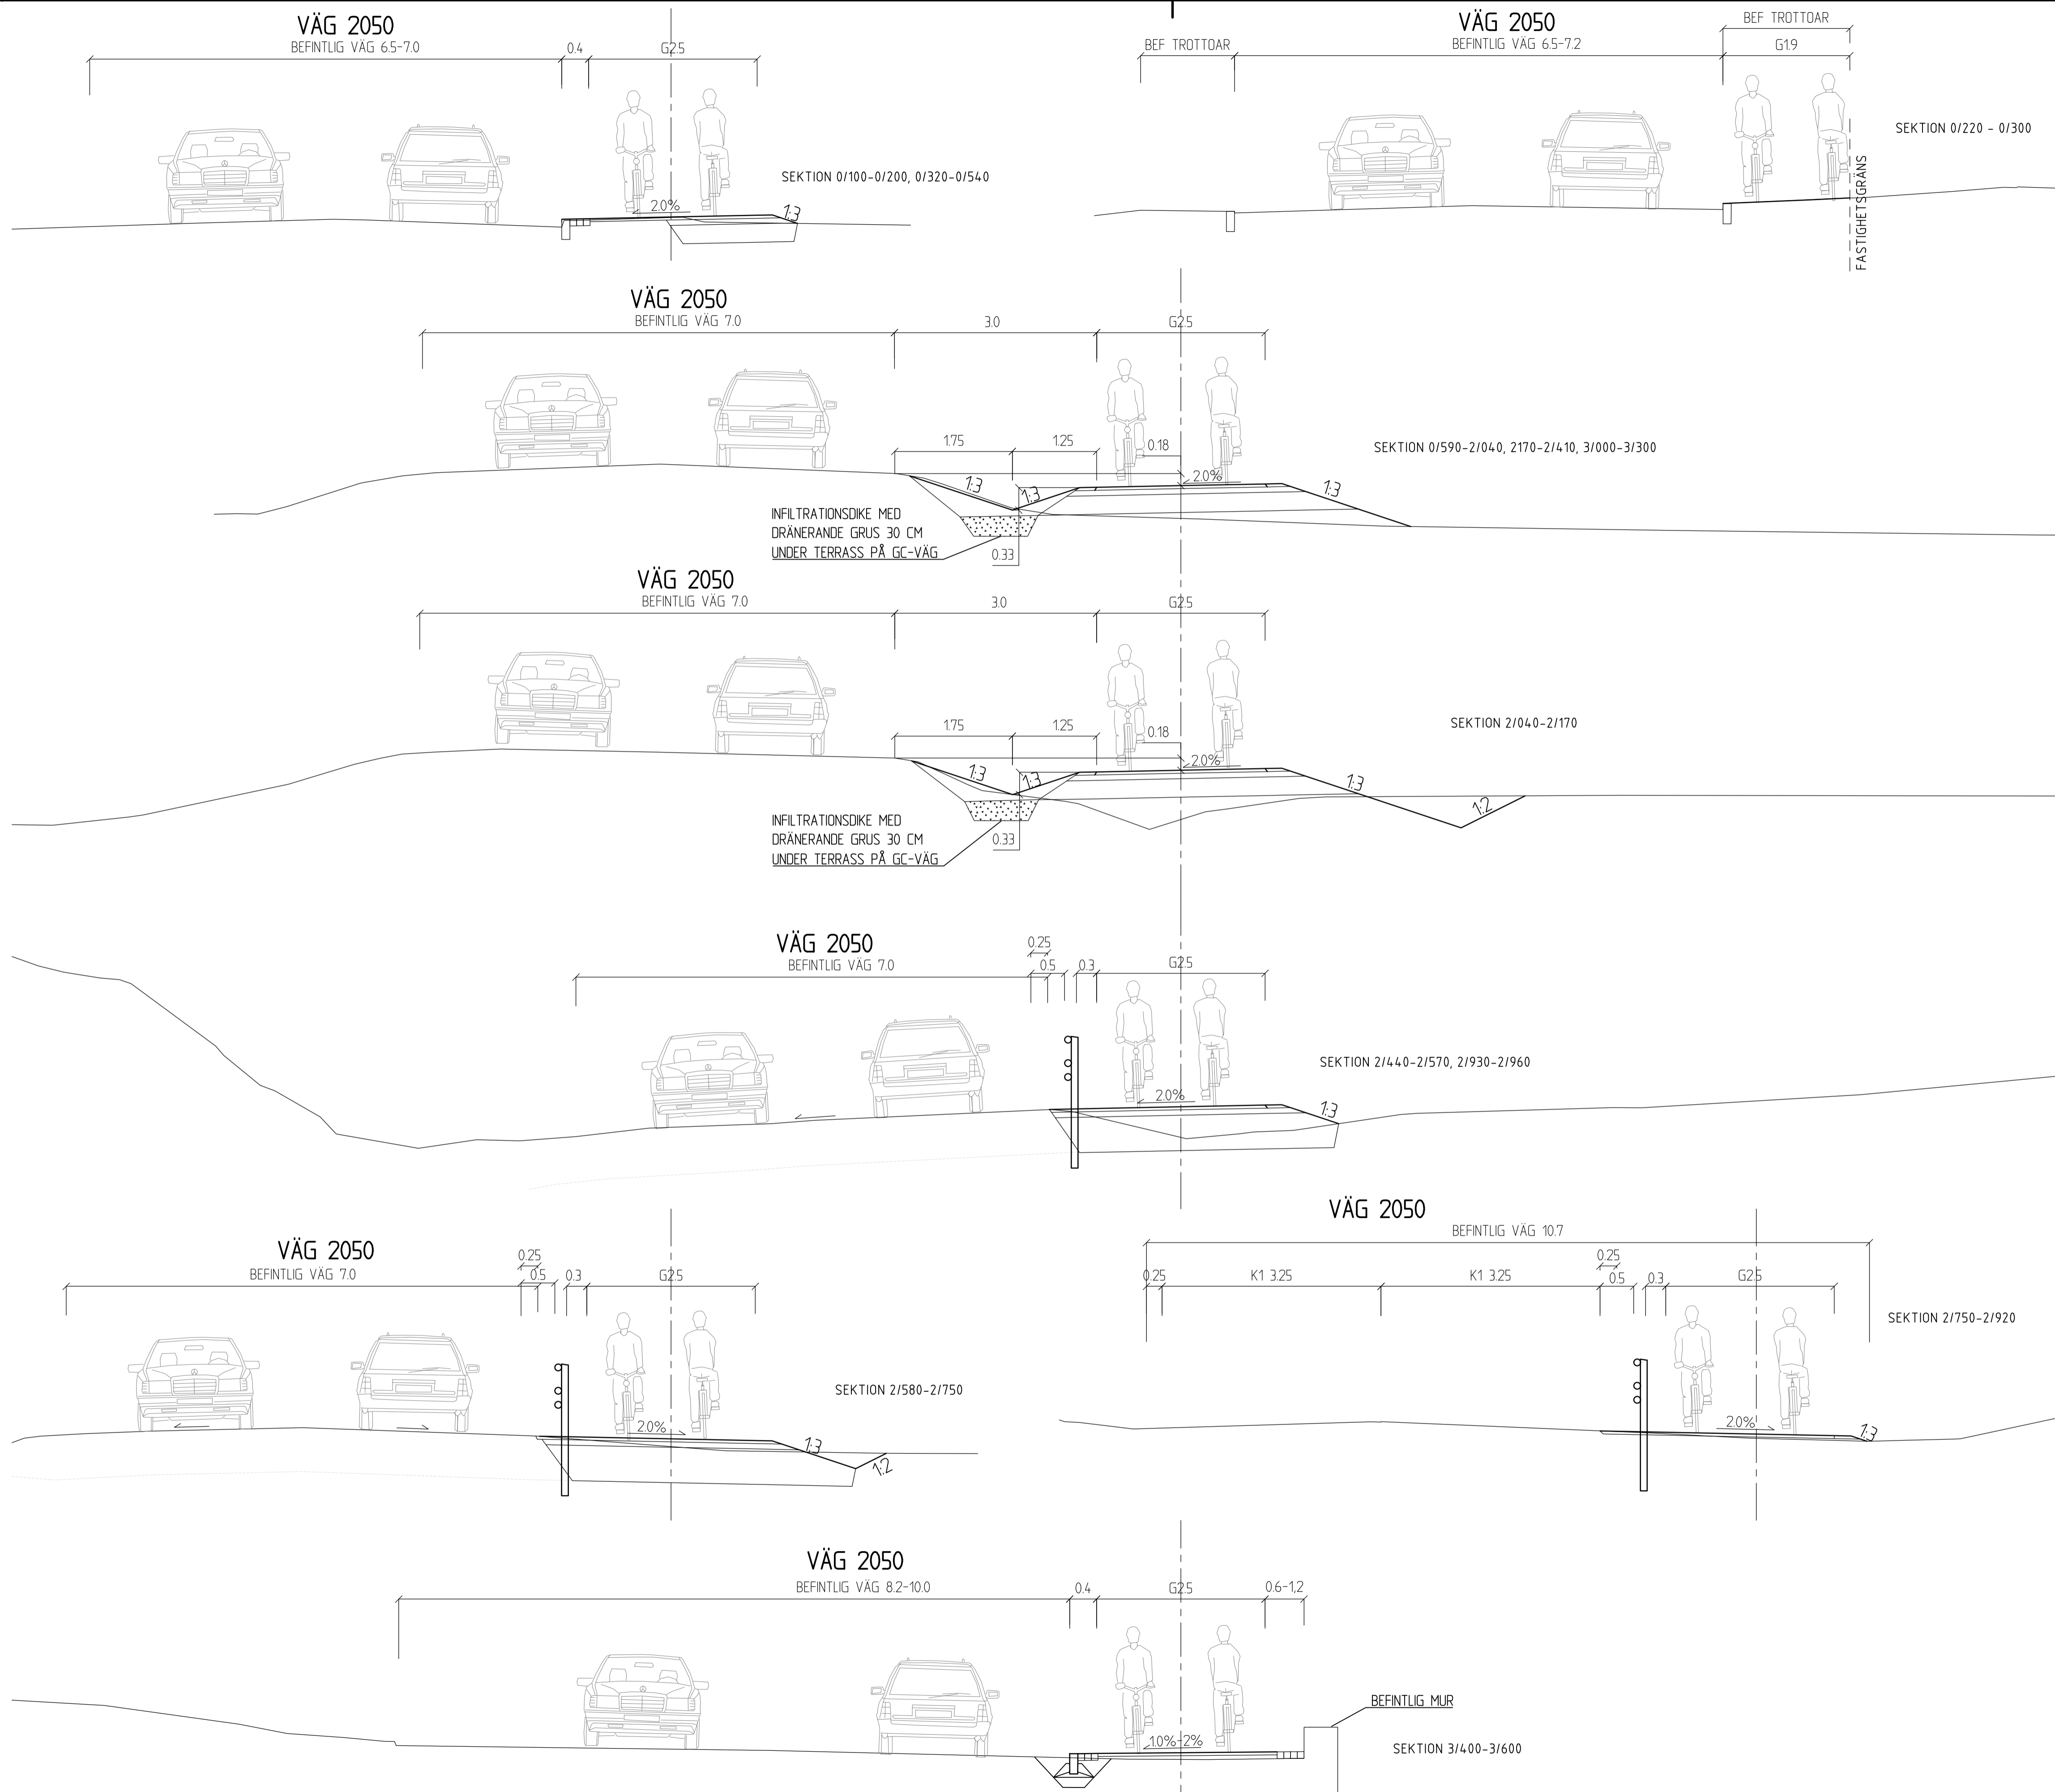 VÄG 2050
BEFINTLIG VÄG 6.5-7.0
0.4
G2.5
2.0%
1:3
SEKTION 0/100-0/200, 0/320-0/540
VÄG 2050
BEF TROTTOAR
BEFINTLIG VÄG 6.5-7.2
BEF TROTTOAR
G1.9
SEKTION 0/220 - 0/300
FASTIGHETSGRÄNS
VÄG 2050
BEFINTLIG VÄG 7.0
3.0
G2.5
1.75
1.25
0.18
2.0%
1:3
1:3
1:3
SEKTION 0/590-2/040, 2170-2/410, 3/000-3/300
INFILTRATIONSDIKE MED
DRÄNERANDE GRUS 30 CM
UNDER TERRASS PÅ GC-VÄG
0.33
VÄG 2050
BEFINTLIG VÄG 7.0
3.0
G2.5
1.75
1.25
0.18
2.0%
1:3
1:3
1:3
1:2
SEKTION 2/040-2/170
INFILTRATIONSDIKE MED
DRÄNERANDE GRUS 30 CM
UNDER TERRASS PÅ GC-VÄG
0.33
VÄG 2050
BEFINTLIG VÄG 7.0
0.25
0.5
0.3
G2.5
2.0%
1:3
SEKTION 2/440-2/570, 2/930-2/960
VÄG 2050
BEFINTLIG VÄG 7.0
0.25
0.5
0.3
G2.5
2.0%
1:3
1:2
SEKTION 2/580-2/750
VÄG 2050
BEFINTLIG VÄG 10.7
0.25
K1 3.25
K1 3.25
0.25
0.5
0.3
G2.5
2.0%
1:3
SEKTION 2/750-2/920
VÄG 2050
BEFINTLIG VÄG 8.2-10.0
0.4
G2.5
0.6-1,2
1.0%-2%
BEFINTLIG MUR
SEKTION 3/400-3/600